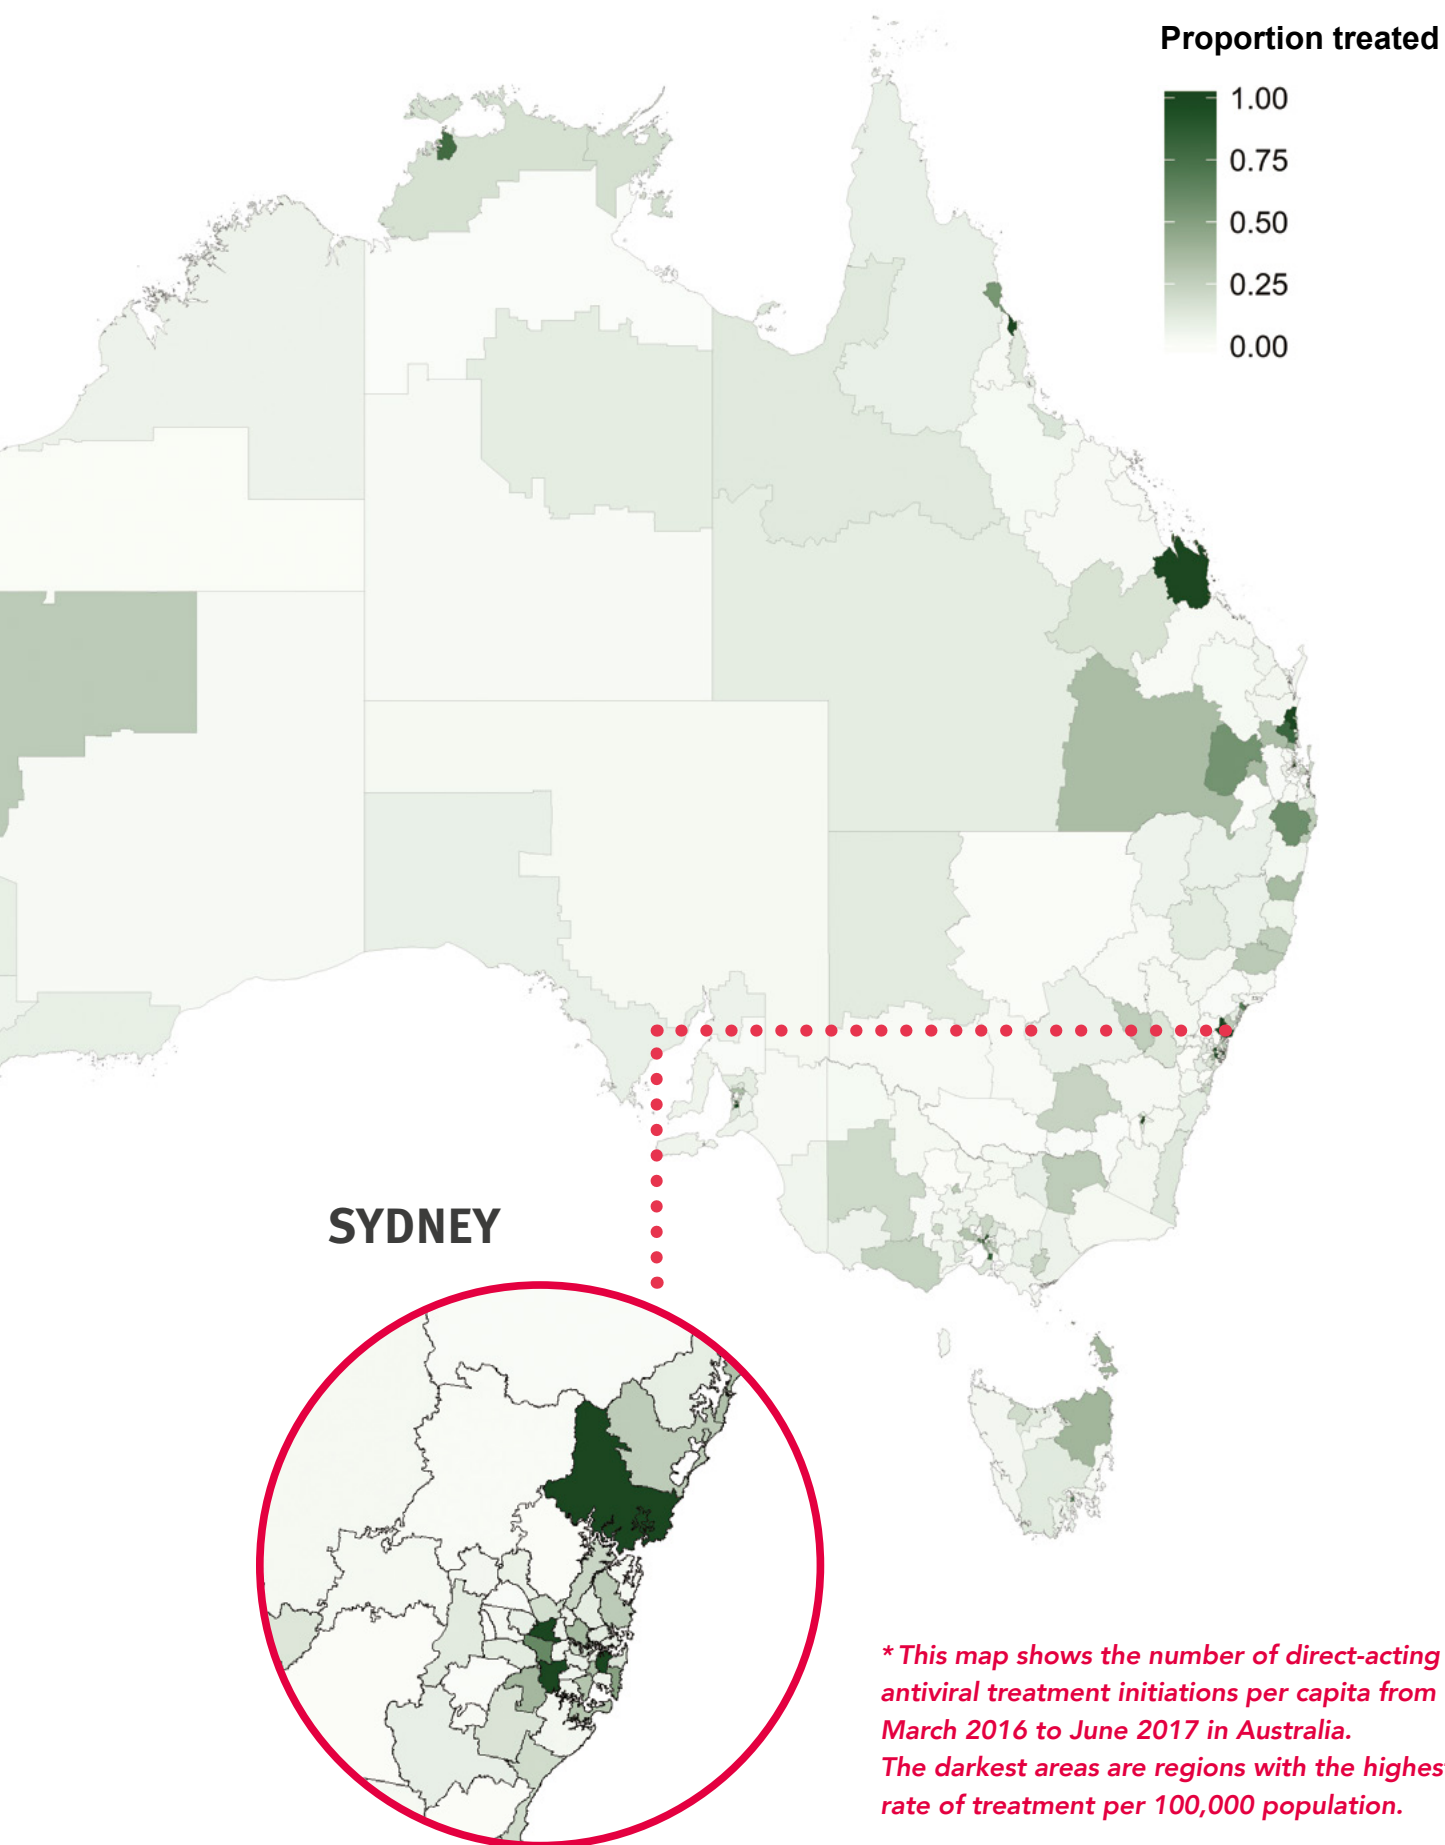 Proportion treated
1.00
0.75
0.50
0.25
0.00
SYDNEY
* This map shows the number of direct-acting
antiviral treatment initiations per capita from
March 2016 to June 2017 in Australia.
The darkest areas are regions with the highes
rate of treatment per 100,000 population.